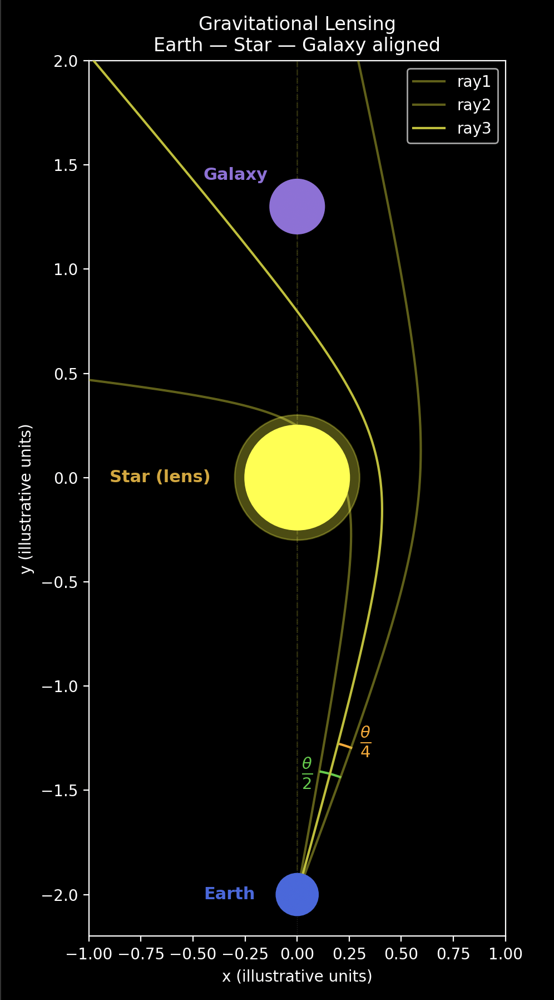 Gravitational Lensing
Earth — Star — Galaxy aligned
ray1
ray2
ray3
Galaxy
Star (lens)
Earth
θ/4
θ/2
y (illustrative units)
2.0
1.5
1.0
0.5
0.0
−0.5
−1.0
−1.5
−2.0
−1.00 −0.75 −0.50 −0.25 0.00 0.25 0.50 0.75 1.00
x (illustrative units)